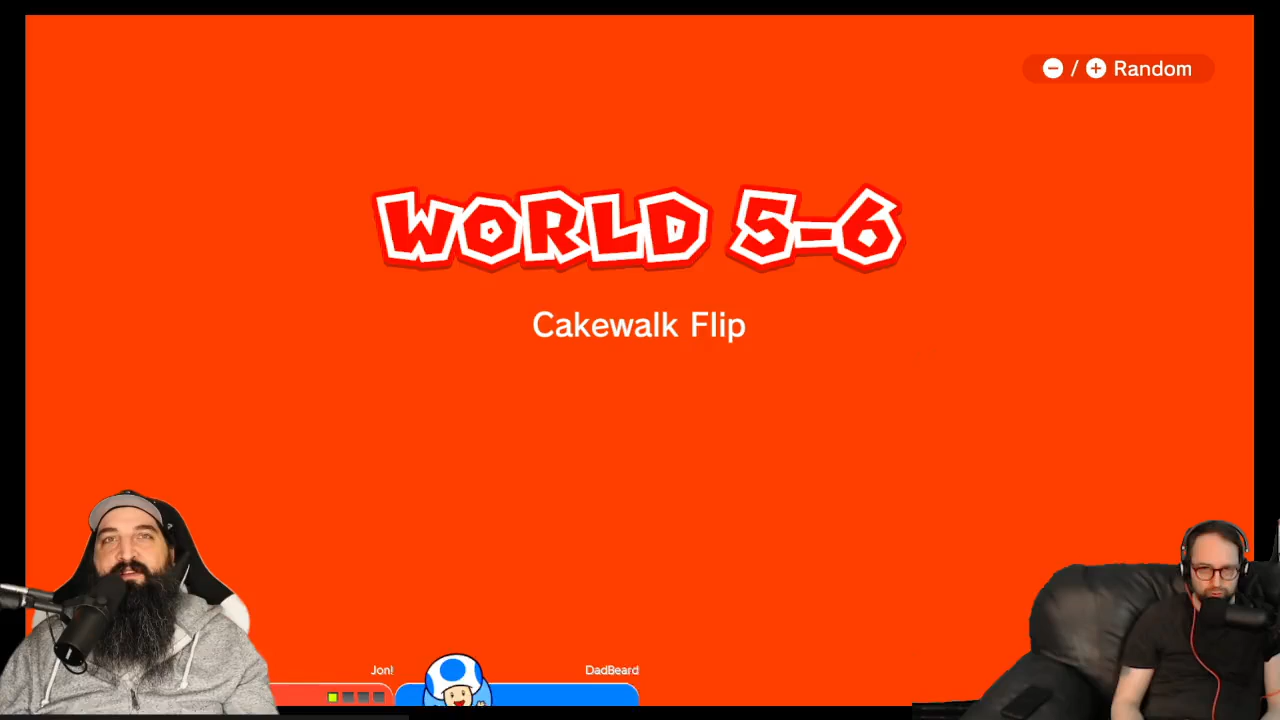 − / + Random
WORLD 5-6
Cakewalk Flip
Jon!
DadBeard